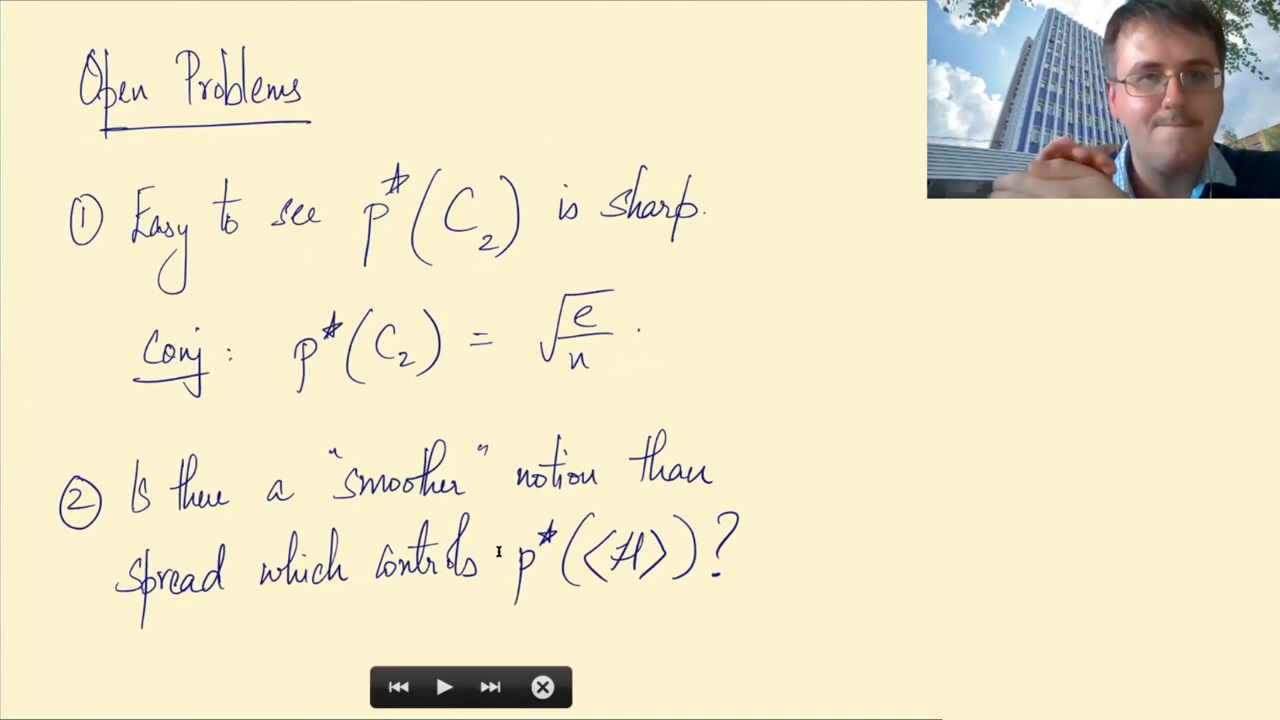 Open Problems
① Easy to see p*(C₂) is sharp.
Conj: p*(C₂) = √(e/n).
② Is there a "smoother" notion than
spread which controls p*(⟨H⟩)?